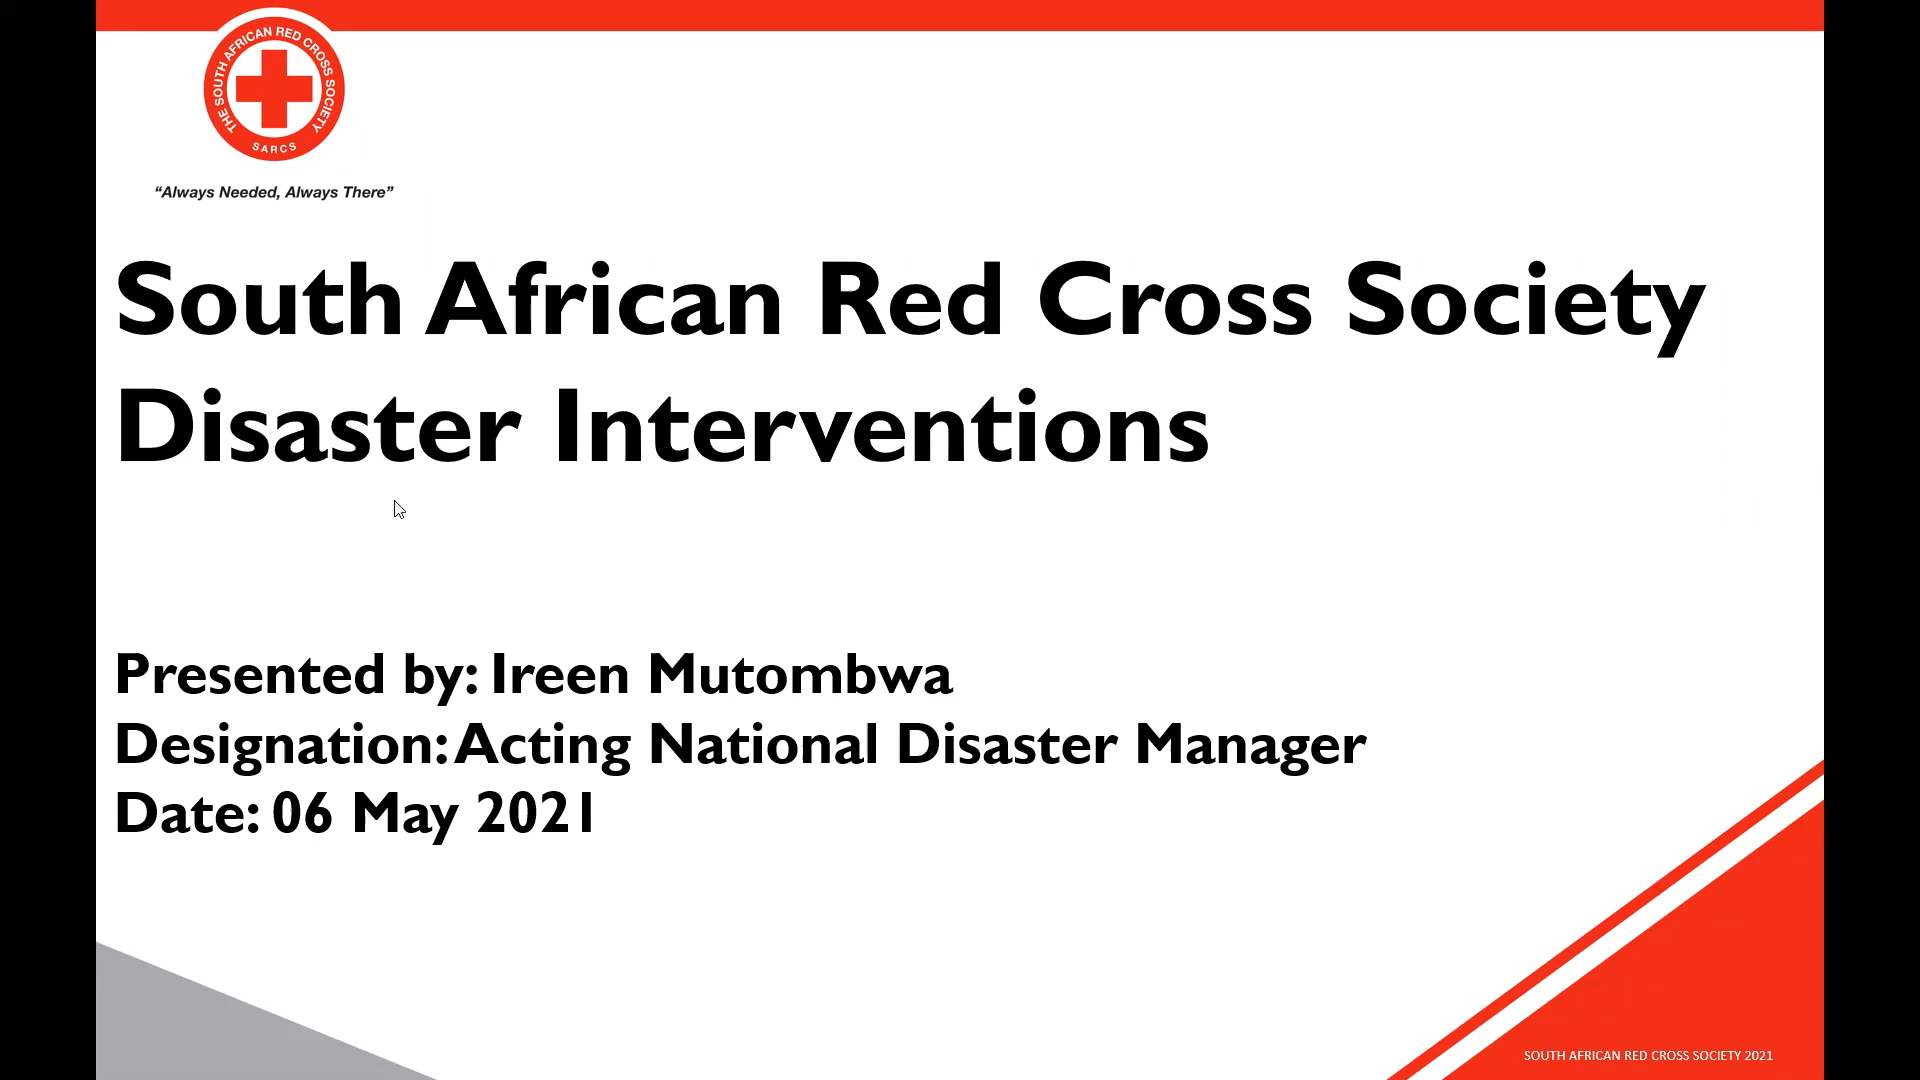 THE SOUTH AFRICAN RED CROSS SOCIETY
SARCS
“Always Needed, Always There”
South African Red Cross Society
Disaster Interventions
Presented by: Ireen Mutombwa
Designation: Acting National Disaster Manager
Date: 06 May 2021
SOUTH AFRICAN RED CROSS SOCIETY 2021